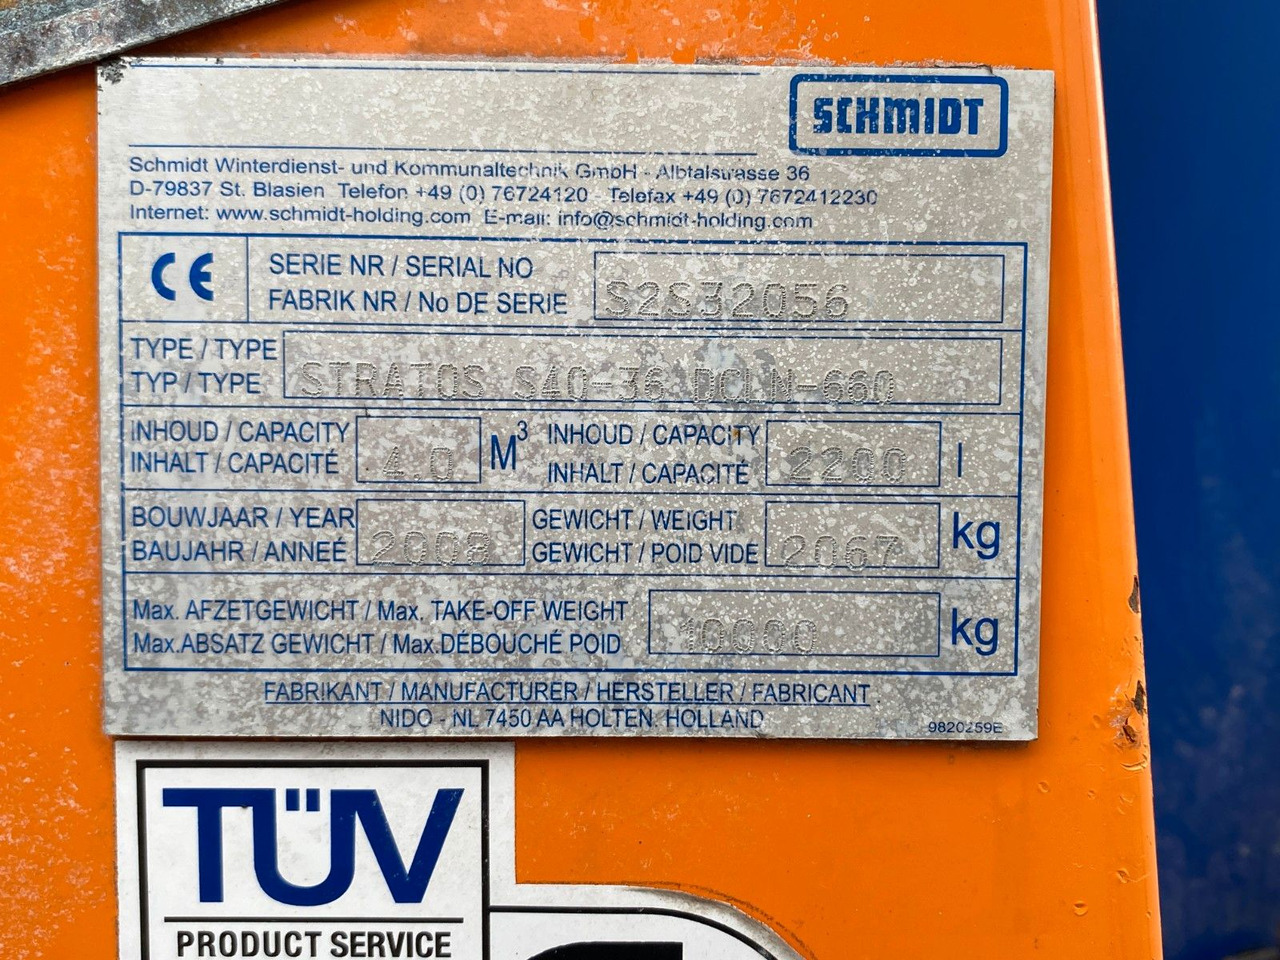 SCHMIDT
Schmidt Winterdienst- und Kommunaltechnik GmbH - Albtalstrasse 36
D-79837 St. Blasien Telefon +49 (0) 76724120 - Telefax +49 (0) 7672412230
Internet: www.schmidt-holding.com E-mail: info@schmidt-holding.com
CE
SERIE NR / SERIAL NO
FABRIK NR / No DE SERIE
S2S32056
TYPE / TYPE
TYP / TYPE
STRATOS S40-36 DCLN-660
INHOUD / CAPACITY
INHALT / CAPACITÉ
4.0 M³
INHOUD / CAPACITY
INHALT / CAPACITÉ
2200 l
BOUWJAAR / YEAR
BAUJAHR / ANNEÉ
2008
GEWICHT / WEIGHT
GEWICHT / POID VIDE
2067 kg
Max. AFZETGEWICHT / Max. TAKE-OFF WEIGHT
Max. ABSATZ GEWICHT / Max. DÉBOUCHÉ POID
10000 kg
FABRIKANT / MANUFACTURER / HERSTELLER / FABRICANT
NIDO - NL 7450 AA HOLTEN, HOLLAND
9820259E
TÜV
PRODUCT SERVICE